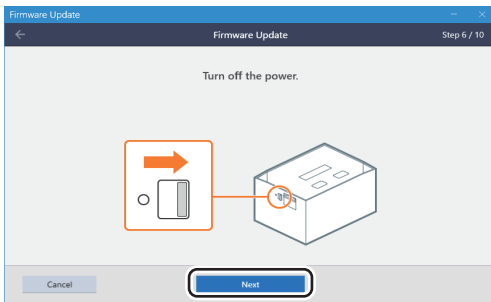 Firmware Update
Firmware Update
Step 6 / 10
Turn off the power.
Cancel
Next